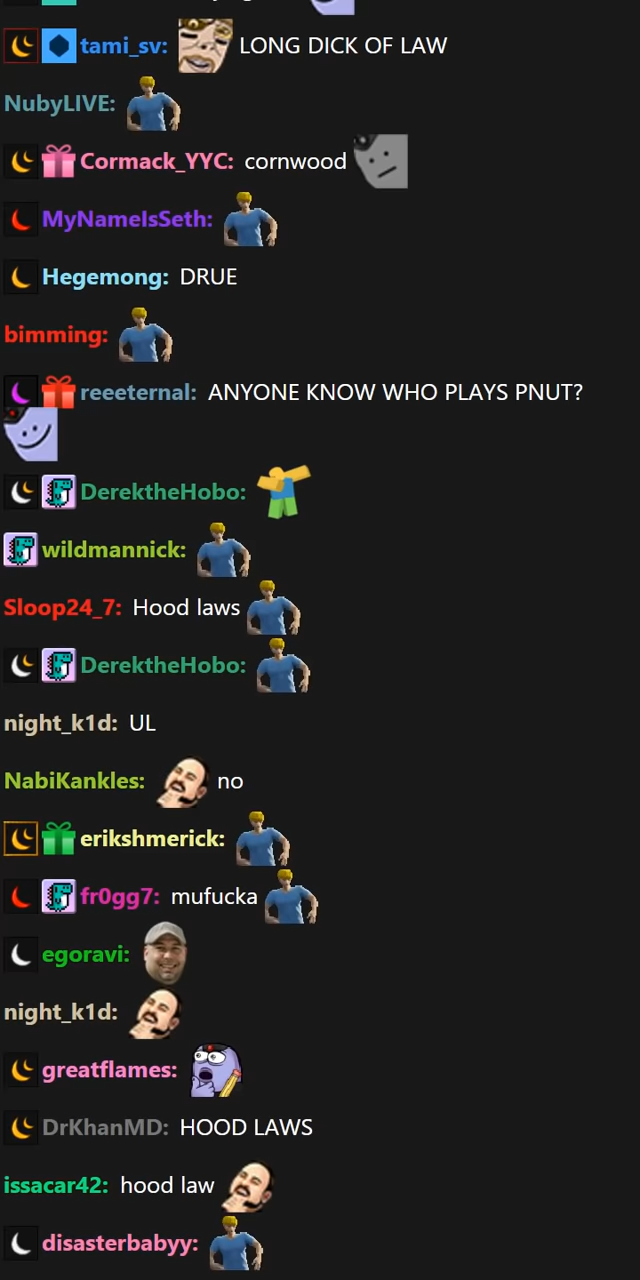 tami_sv: LONG DICK OF LAW
NubyLIVE:
Cormack_YYC: cornwood
MyNameIsSeth:
Hegemong: DRUE
bimming:
reeeternal: ANYONE KNOW WHO PLAYS PNUT?
DerektheHobo:
wildmannick:
Sloop24_7: Hood laws
DerektheHobo:
night_k1d: UL
NabiKankles: no
erikshmerick:
fr0gg7: mufucka
egoravi:
night_k1d:
greatflames:
DrKhanMD: HOOD LAWS
issacar42: hood law
disasterbabyy: